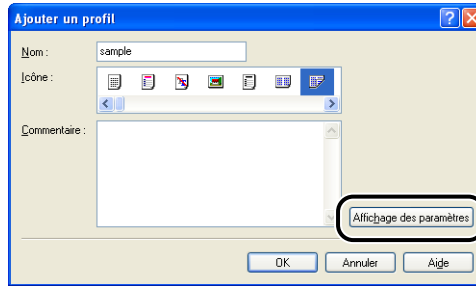 Ajouter un profil
Nom :
sample
Icône :
Commentaire :
Affichage des paramètres
OK
Annuler
Aide